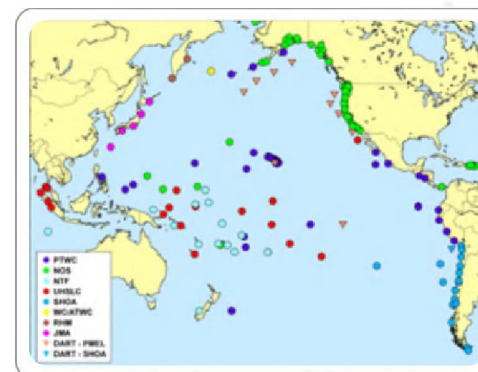 PTWC
NOS
NTF
UHSLC
SHOA
WC/ATWC
RHM
JMA
DART - PMEL
DART - SHOA